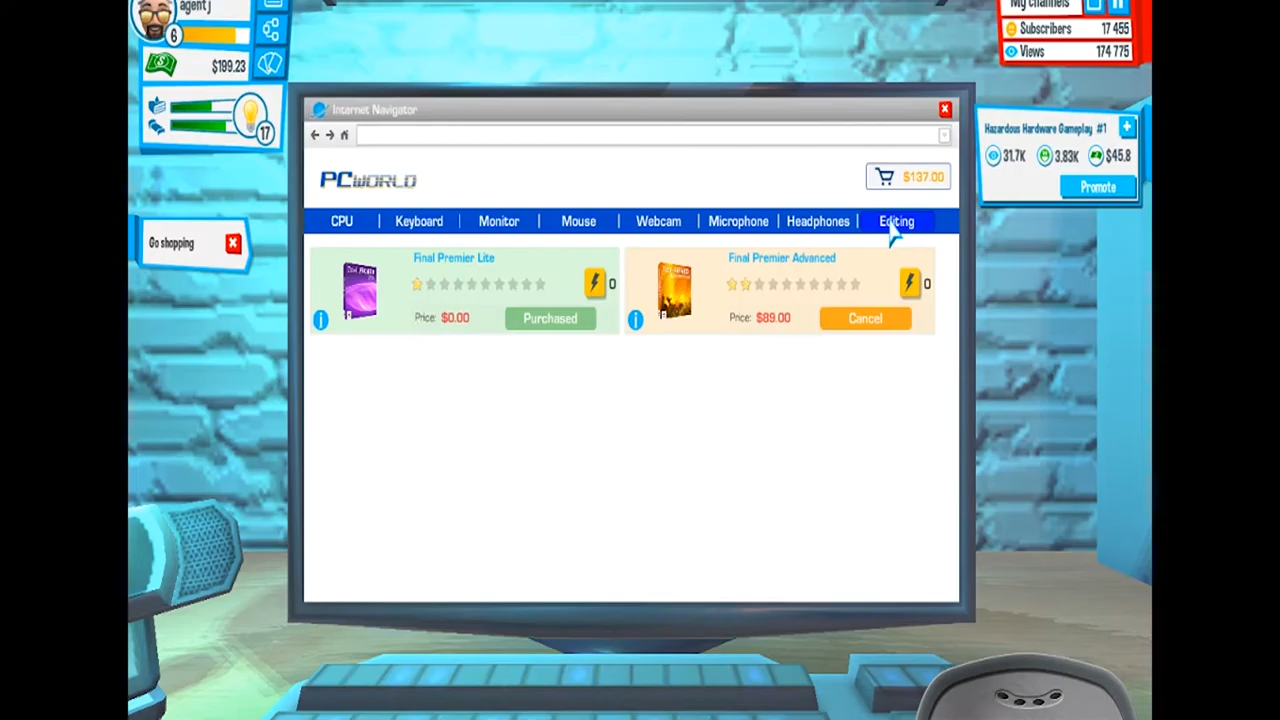 agentj
6
$199.23
17
My channels
Subscribers 17 455
Views 174 775
Internet Navigator
Hazardous Hardware Gameplay #1
31.7K 3.83K $45.8
Promote
PCWORLD
$137.00
CPU | Keyboard | Monitor | Mouse | Webcam | Microphone | Headphones | Editing
Go shopping
Final Premier Lite
0
Price: $0.00 Purchased
Final Premier Advanced
0
Price: $89.00 Cancel